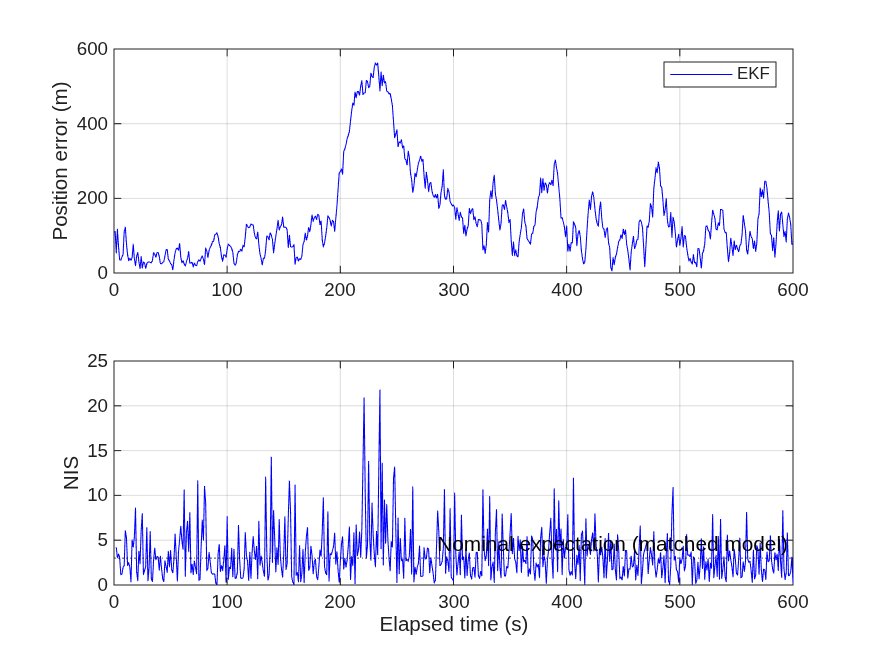 600
400
200
0
Position error (m)
EKF
0 100 200 300 400 500 600
25
20
15
10
5
0
NIS
Nominal expectation (matched model)
0 100 200 300 400 500 600
Elapsed time (s)